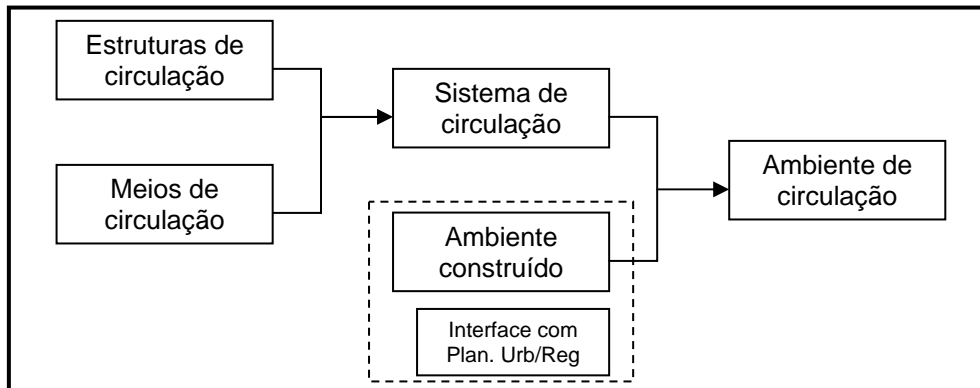 Estruturas de
circulação
Meios de
circulação
Sistema de
circulação
Ambiente
construído
Interface com
Plan. Urb/Reg
Ambiente de
circulação